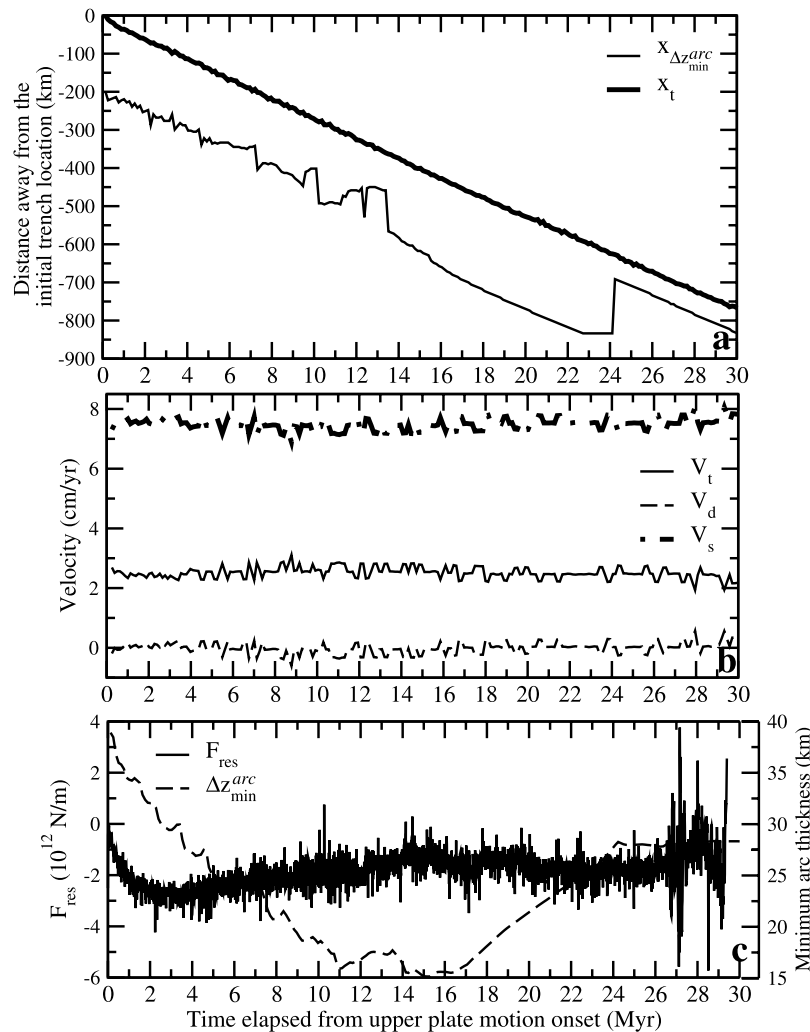 Distance away from the
initial trench location (km)
0
-100
-200
-300
-400
-500
-600
-700
-800
-900
x_{Δz_{min}^{arc}}
x_t
a
0 2 4 6 8 10 12 14 16 18 20 22 24 26 28 30
Velocity (cm/yr)
8
6
4
2
0
V_t
V_d
V_s
b
0 2 4 6 8 10 12 14 16 18 20 22 24 26 28 30
F_{res} (10^{12} N/m)
4
2
0
-2
-4
-6
F_{res}
Δz_{min}^{arc}
40
35
30
25
20
15
Minimum arc thickness (km)
c
0 2 4 6 8 10 12 14 16 18 20 22 24 26 28 30
Time elapsed from upper plate motion onset (Myr)